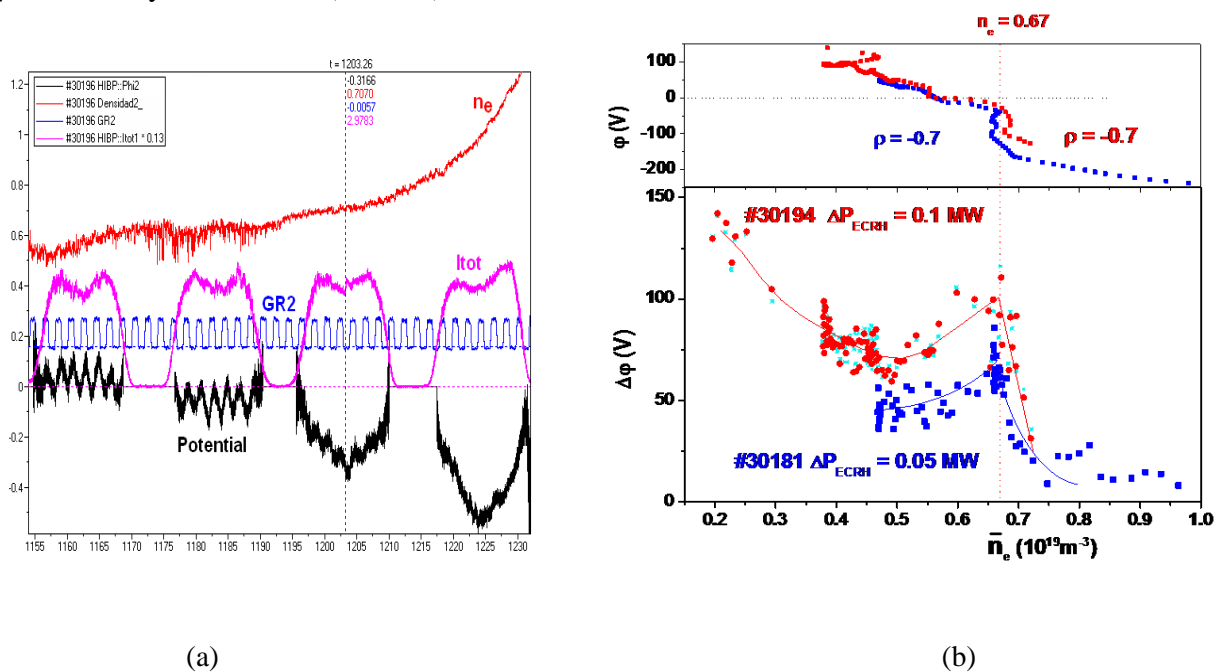 t = 1203.26
#30196 HIBP::Phi2
#30196 Densidad2_
#30196 GR2
#30196 HIBP::Itot1 * 0.13
-0.3166
0.7070
-0.0057
2.9783
1.2
1
0.8
0.6
0.4
0.2
0
-0.2
-0.4
ne
Itot
GR2
Potential
1155 1160 1165 1170 1175 1180 1185 1190 1195 1200 1205 1210 1215 1220 1225 1230
(a)
n e = 0.67
φ (V)
100
0
-100
-200
ρ = -0.7
ρ = -0.7
Δφ (V)
150
100
50
0
#30194 ΔPECRH = 0.1 MW
#30181 ΔPECRH = 0.05 MW
0.2 0.3 0.4 0.5 0.6 0.7 0.8 0.9 1.0
n̄e (10¹⁹m⁻³)
(b)